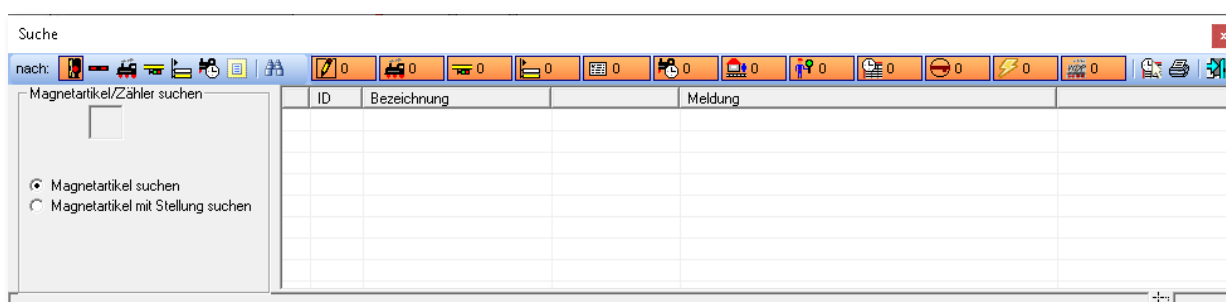 Suche
nach: 0 0 0 0 0 0 0 0 0 0 0 0
Magnetartikel/Zähler suchen
ID Bezeichnung Meldung
Magnetartikel suchen
Magnetartikel mit Stellung suchen